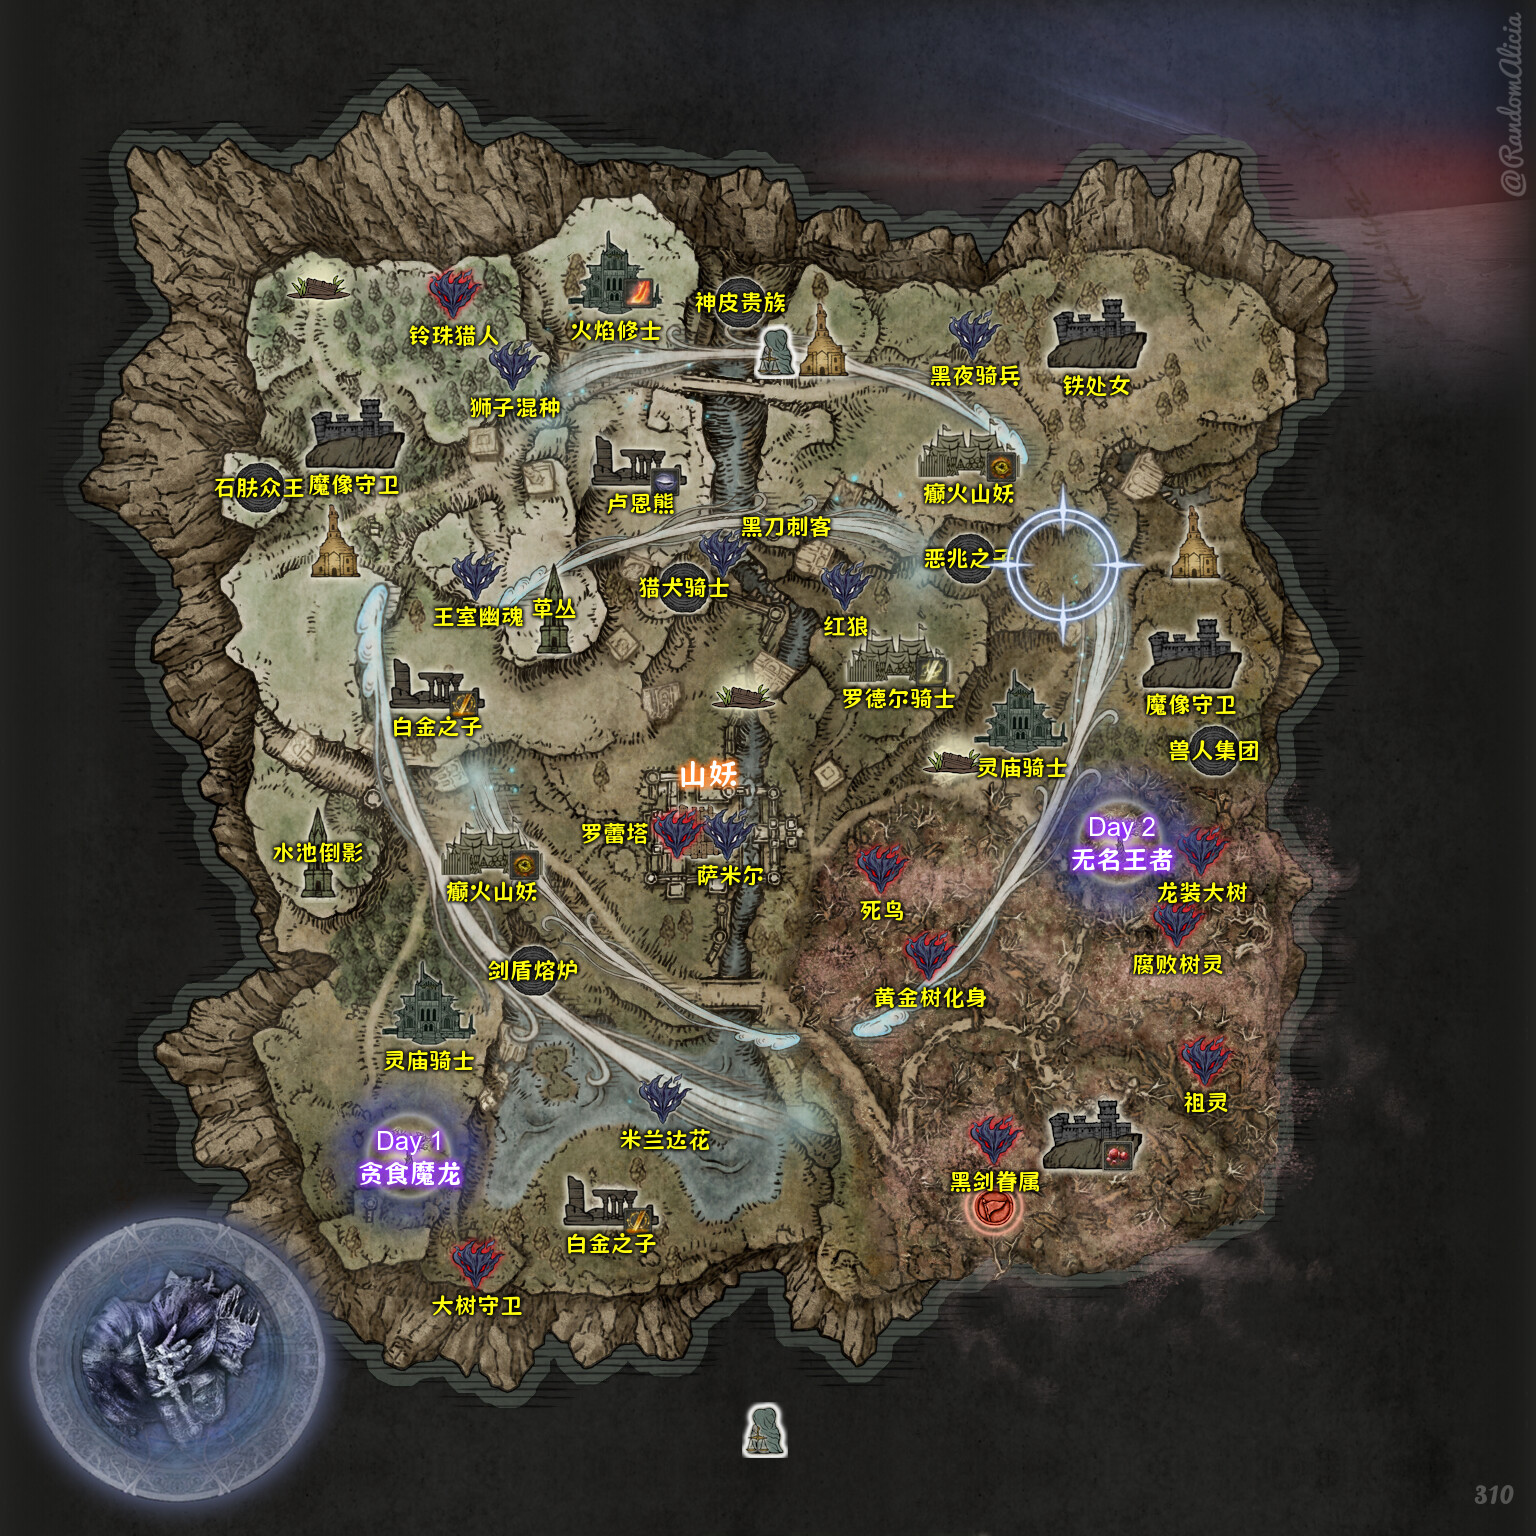 @RandomAlicia
神皮贵族
铃珠猎人
火焰修士
黑夜骑兵
铁处女
狮子混种
石肤众王
魔像守卫
卢恩熊
癫火山妖
黑刀刺客
恶兆之子
猎犬骑士
王室幽魂
草丛
红狼
罗德尔骑士
魔像守卫
白金之子
兽人集团
灵庙骑士
山妖
罗蕾塔
Day 2
无名王者
水池倒影
萨米尔
癫火山妖
龙装大树
死鸟
腐败树灵
剑盾熔炉
黄金树化身
灵庙骑士
祖灵
Day 1
贪食魔龙
米兰达花
黑剑眷属
白金之子
大树守卫
310